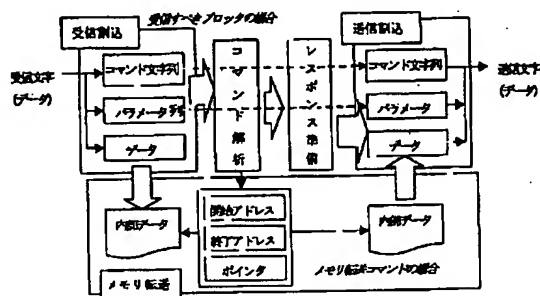 受信すべきブロックの場合
受信割込
送信割込
受信文字
(データ)
コマンド文字列
パラメータ列
データ
コマンド解析
レスポンス準備
コマンド文字列
パラメータ
データ
送信文字
(データ)
内部データ
開始アドレス
終了アドレス
ポインタ
内部データ
メモリ転送
メモリ転送コマンドの場合